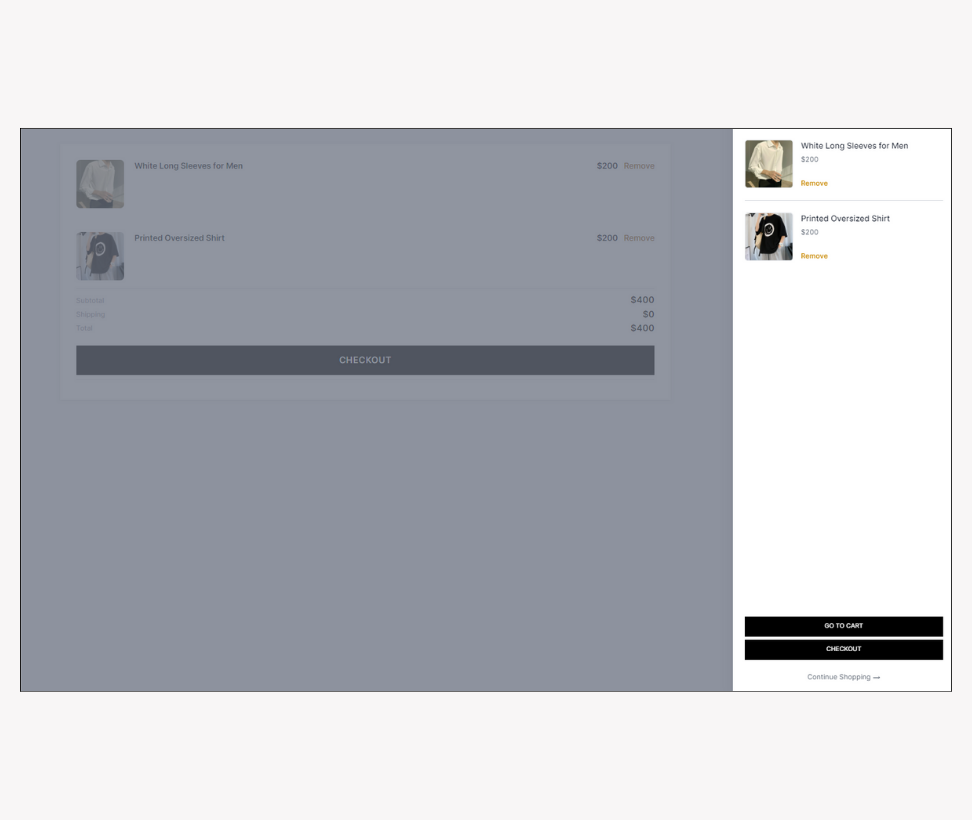 White Long Sleeves for Men
$200 Remove
Printed Oversized Shirt
$200 Remove
Subtotal $400
Shipping $0
Total $400
CHECKOUT
White Long Sleeves for Men
$200
Remove
Printed Oversized Shirt
$200
Remove
GO TO CART
CHECKOUT
Continue Shopping →